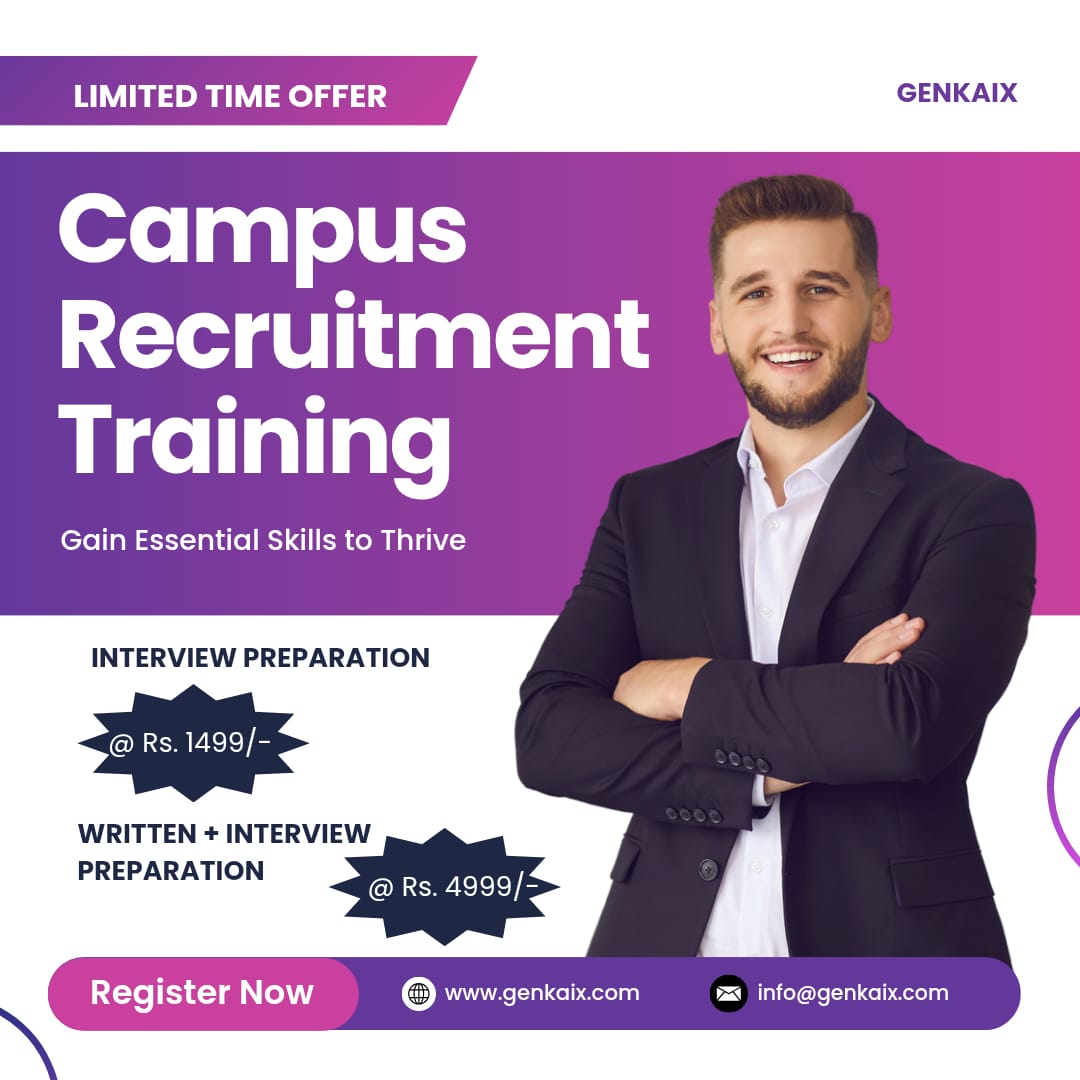 LIMITED TIME OFFER
GENKAIX
Campus
Recruitment
Training
Gain Essential Skills to Thrive
INTERVIEW PREPARATION
@ Rs. 1499/-
WRITTEN + INTERVIEW
PREPARATION
@ Rs. 4999/-
Register Now
www.genkaix.com
info@genkaix.com